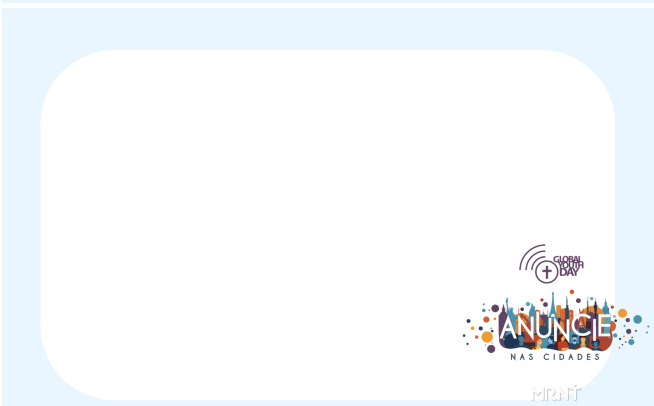 GLOBAL
YOUTH
DAY
ANUNCIE
NAS CIDADES
MRNT